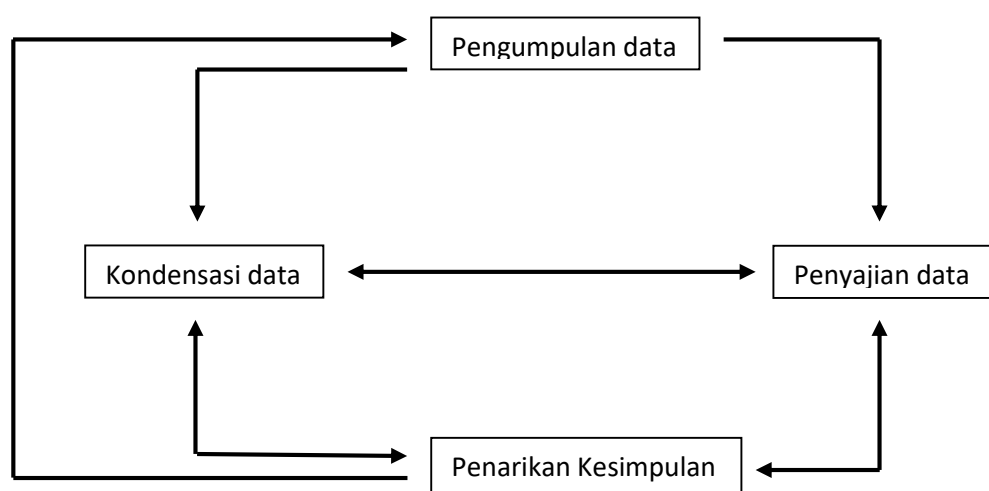 Pengumpulan data
Kondensasi data
Penyajian data
Penarikan Kesimpulan